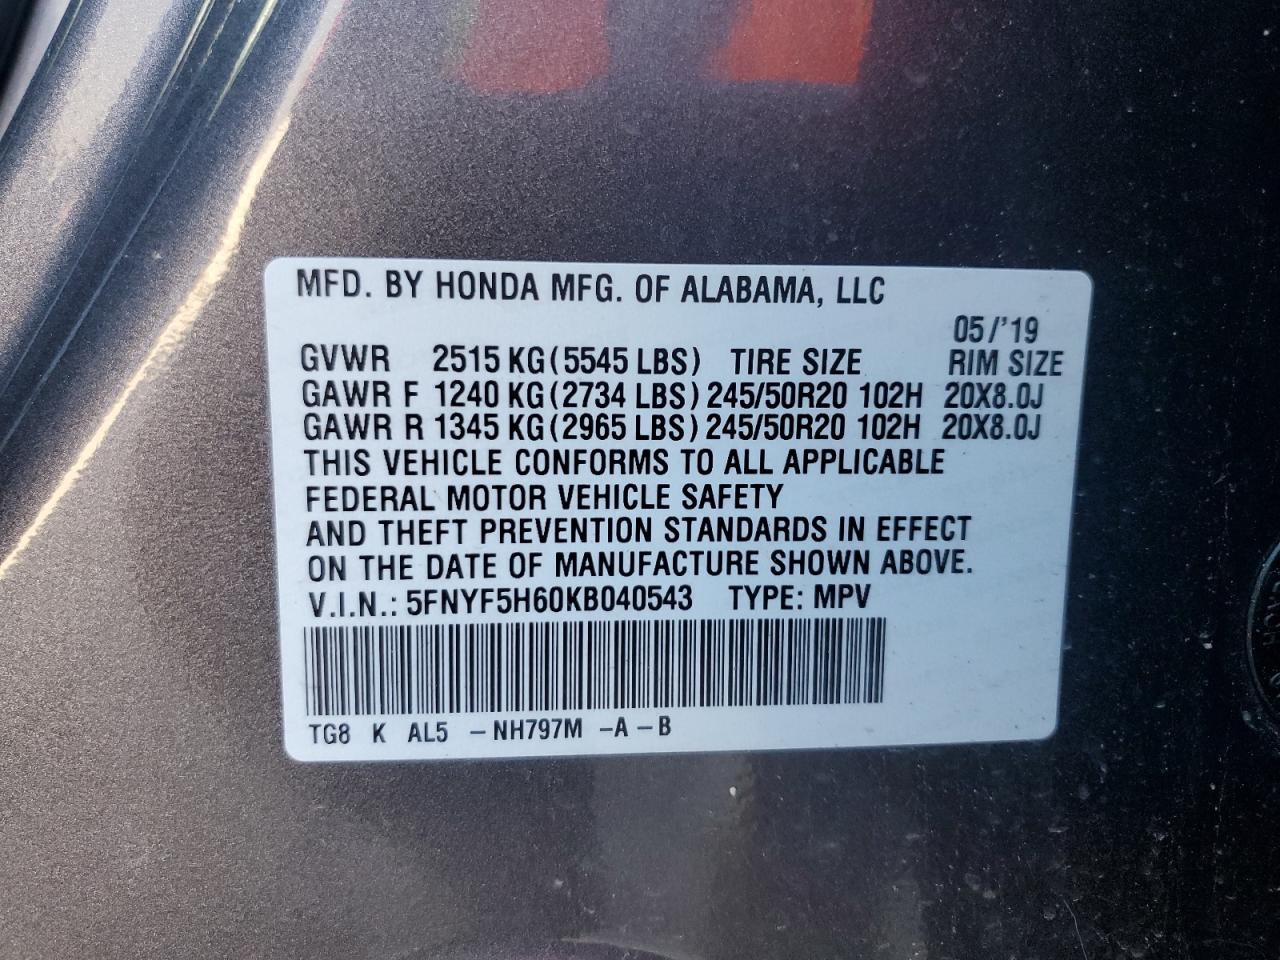 MFD. BY HONDA MFG. OF ALABAMA, LLC
05/'19
GVWR 2515 KG(5545 LBS) TIRE SIZE RIM SIZE
GAWR F 1240 KG(2734 LBS) 245/50R20 102H 20X8.0J
GAWR R 1345 KG(2965 LBS) 245/50R20 102H 20X8.0J
THIS VEHICLE CONFORMS TO ALL APPLICABLE
FEDERAL MOTOR VEHICLE SAFETY
AND THEFT PREVENTION STANDARDS IN EFFECT
ON THE DATE OF MANUFACTURE SHOWN ABOVE.
V.I.N.: 5FNYF5H60KB040543 TYPE: MPV
TG8 K AL5 -NH797M -A-B